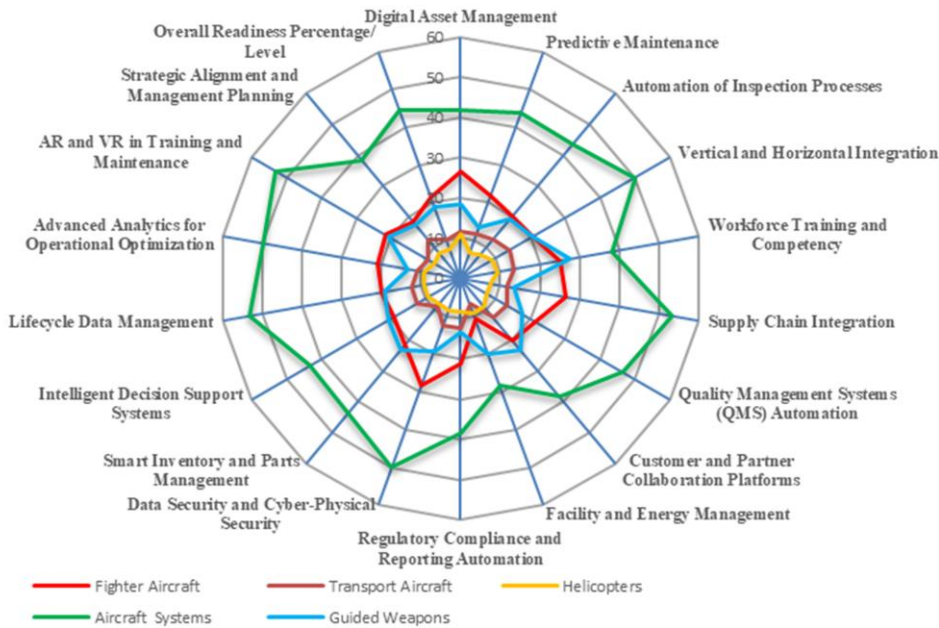 Digital Asset Management
Overall Readiness Percentage/
Level
60
Predictive Maintenance
Strategic Alignment and
Management Planning
50
Automation of Inspection Processes
40
AR and VR in Training and
Maintenance
30
Vertical and Horizontal Integration
20
Advanced Analytics for
Operational Optimization
10
Workforce Training and
Competency
0
Lifecycle Data Management
Supply Chain Integration
Intelligent Decision Support
Systems
Quality Management Systems
(QMS) Automation
Smart Inventory and Parts
Management
Customer and Partner
Collaboration Platforms
Data Security and Cyber-Physical
Security
Facility and Energy Management
Regulatory Compliance and
Reporting Automation
Fighter Aircraft
Transport Aircraft
Helicopters
Aircraft Systems
Guided Weapons